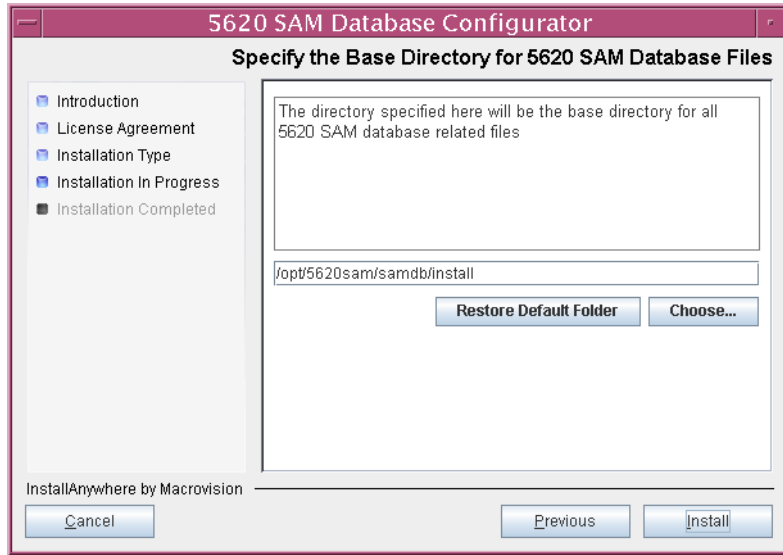 5620 SAM Database Configurator
Specify the Base Directory for 5620 SAM Database Files
Introduction
License Agreement
Installation Type
Installation In Progress
Installation Completed
The directory specified here will be the base directory for all
5620 SAM database related files
/opt/5620sam/samdb/install
Restore Default Folder
Choose...
InstallAnywhere by Macrovision
Cancel
Previous
Install